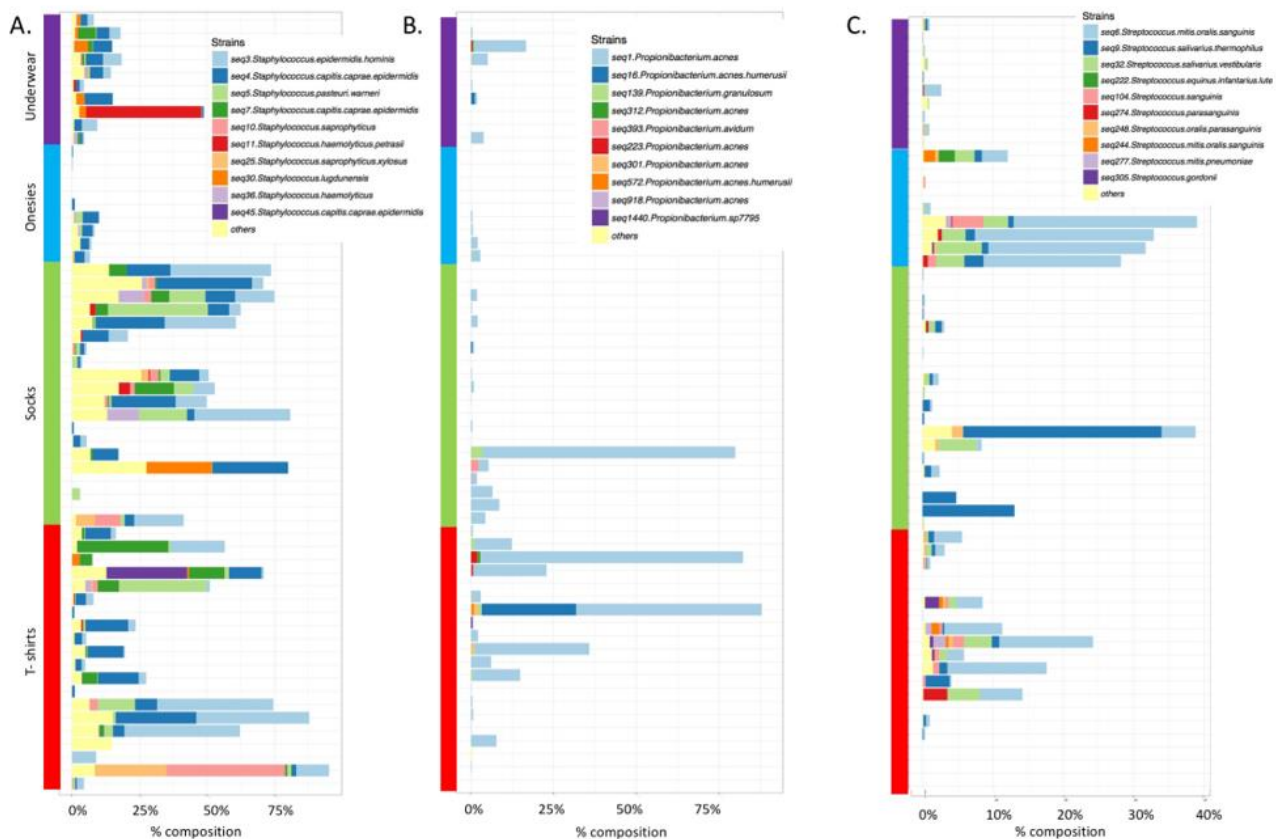 A.
Strains
seq3.Staphylococcus.epidermidis.hominis
seq4.Staphylococcus.capitis.caprae.epidermidis
seq5.Staphylococcus.pasteuri.warneri
seq7.Staphylococcus.capitis.caprae.epidermidis
seq10.Staphylococcus.saprophyticus
seq11.Staphylococcus.haemolyticus.petrasii
seq25.Staphylococcus.saprophyticus.xylosus
seq30.Staphylococcus.lugdunensis
seq36.Staphylococcus.haemolyticus
seq45.Staphylococcus.capitis.caprae.epidermidis
others
Underwear
Onesies
Socks
T- shirts
0% 25% 50% 75%
% composition
B.
Strains
seq1.Propionibacterium.acnes
seq16.Propionibacterium.acnes.humerusii
seq139.Propionibacterium.granulosum
seq312.Propionibacterium.acnes
seq393.Propionibacterium.avidum
seq223.Propionibacterium.acnes
seq301.Propionibacterium.acnes
seq572.Propionibacterium.acnes.humerusii
seq918.Propionibacterium.acnes
seq1440.Propionibacterium.sp7795
others
0% 25% 50% 75%
% composition
C.
Strains
seq6.Streptococcus.mitis.oralis.sanguinis
seq9.Streptococcus.salivarius.thermophilus
seq32.Streptococcus.salivarius.vestibularis
seq222.Streptococcus.equinus.infantarius.lute
seq104.Streptococcus.sanguinis
seq274.Streptococcus.parasanguinis
seq248.Streptococcus.oralis.parasanguinis
seq244.Streptococcus.mitis.oralis.sanguinis
seq277.Streptococcus.mitis.pneumoniae
seq305.Streptococcus.gordonii
others
0% 10% 20% 30% 40%
% composition